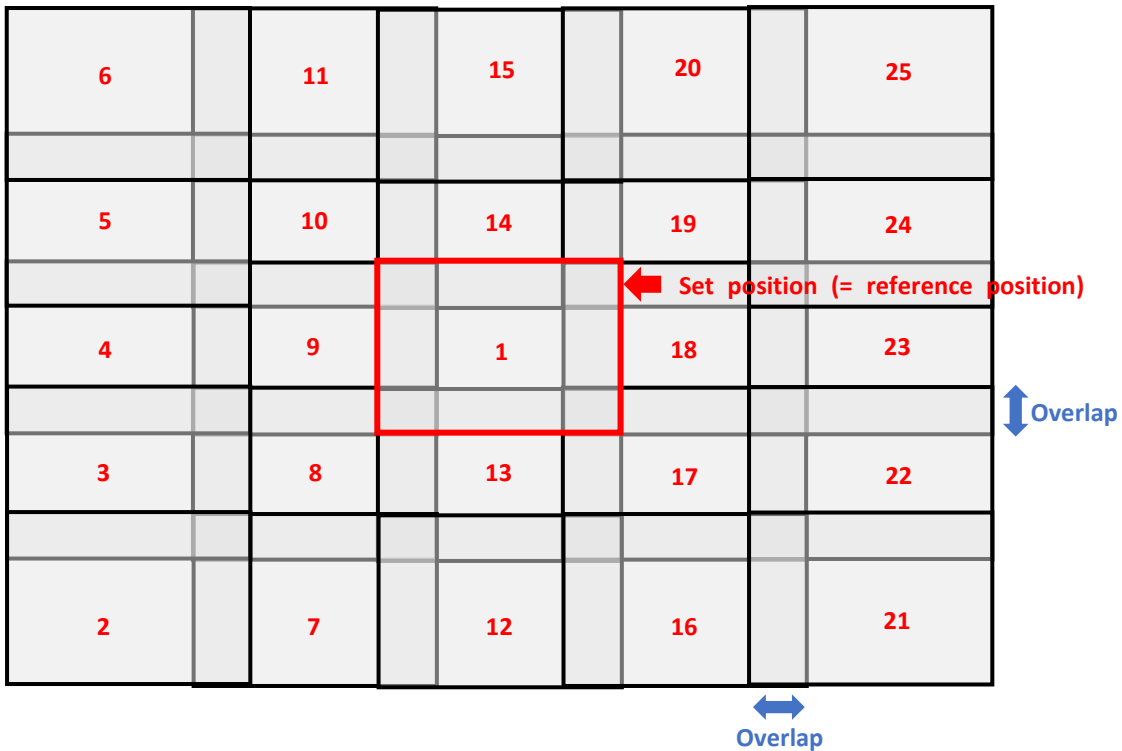 6 11 15 20 25
5 10 14 19 24
Set position (= reference position)
4 9 1 18 23
Overlap
3 8 13 17 22
2 7 12 16 21
Overlap